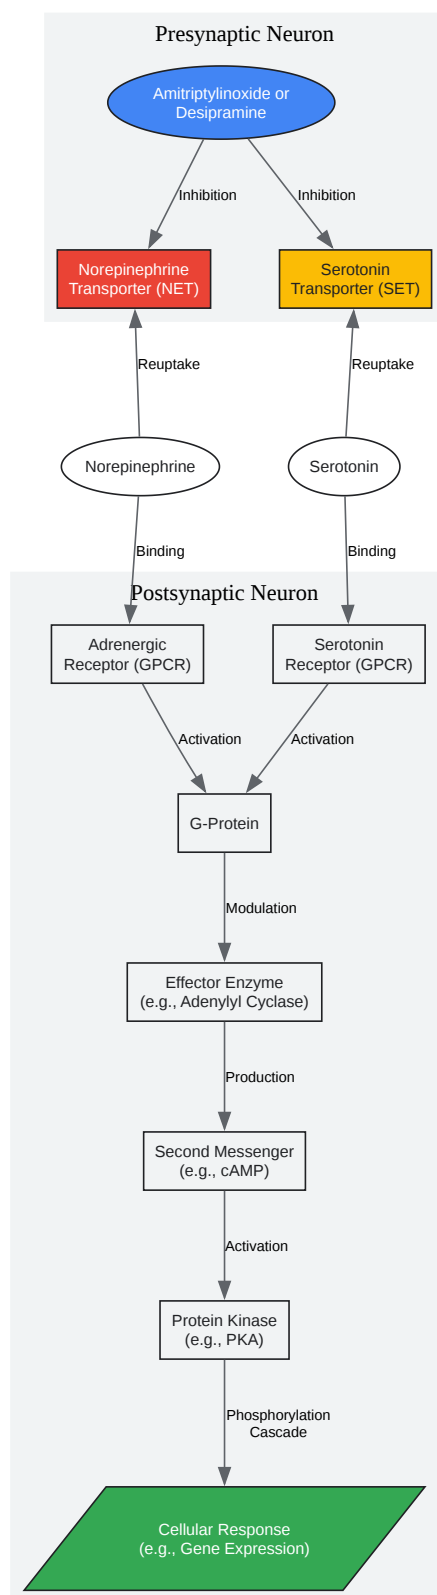 Presynaptic Neuron
Amitriptylinoxide or
Desipramine
Inhibition
Inhibition
Norepinephrine
Transporter (NET)
Serotonin
Transporter (SET)
Reuptake
Reuptake
Norepinephrine
Serotonin
Binding
Binding
Postsynaptic Neuron
Adrenergic
Receptor (GPCR)
Serotonin
Receptor (GPCR)
Activation
Activation
G-Protein
Modulation
Effector Enzyme
(e.g., Adenylyl Cyclase)
Production
Second Messenger
(e.g., cAMP)
Activation
Protein Kinase
(e.g., PKA)
Phosphorylation
Cascade
Cellular Response
(e.g., Gene Expression)